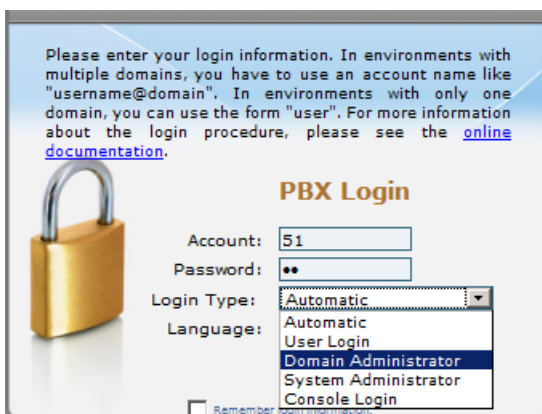 Please enter your login information. In environments with
multiple domains, you have to use an account name like
"username@domain". In environments with only one
domain, you can use the form "user". For more information
about the login procedure, please see the online
documentation.
PBX Login
Account: 51
Password: ••
Login Type: Automatic
Language:
Automatic
User Login
Domain Administrator
System Administrator
Console Login
Remember login information.